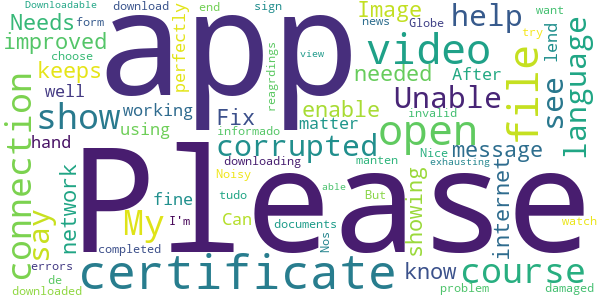 Downloadable download end sign news Globe want
Needs form Image help choose try
improved perfectly app video needed lend
keeps After see language
well enable Unable file
connection show working Fix open invalid
using matter Nice message
hand informado corrupted exhausting
say network My I'm fine downloading manten showing internet
Please
Noisy tudo Can But able view reagrdings
completed certificate documents Nos know course watch
errors de downloaded problem damaged